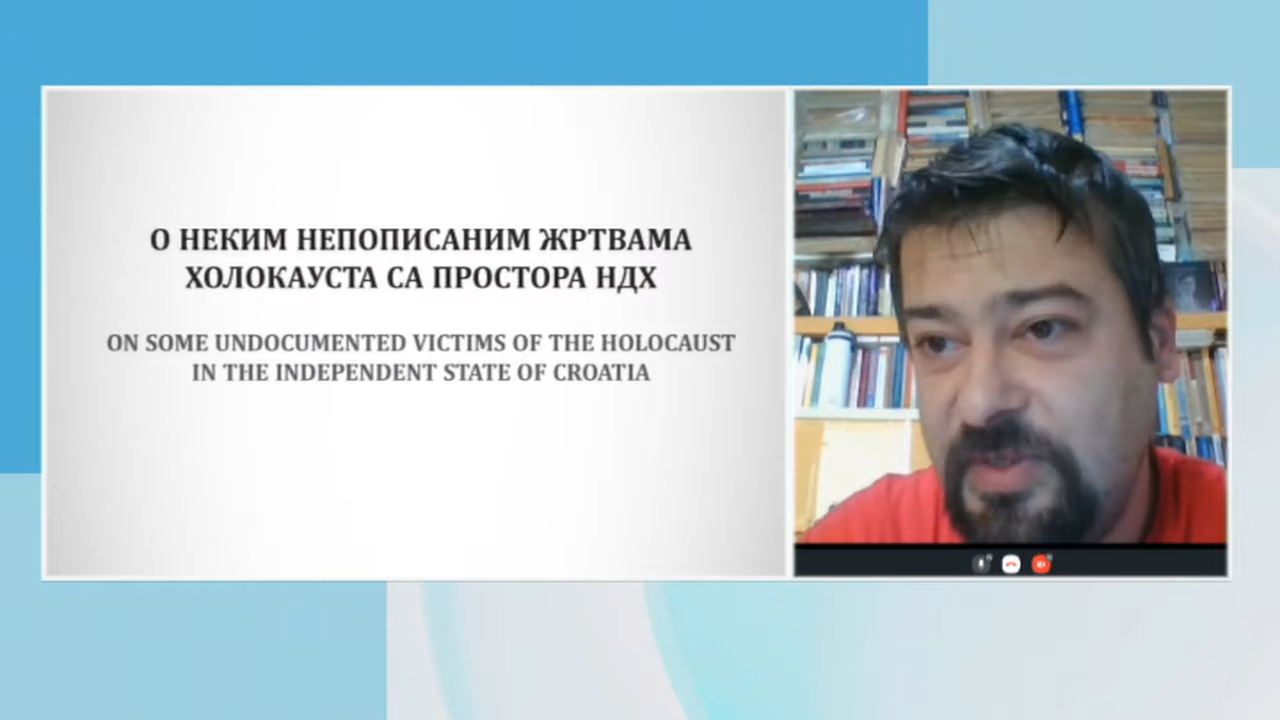 О НЕКИМ НЕПОПИСАНИМ ЖРТВАМА
ХОЛОКАУСТА СА ПРОСТОРА НДХ
ON SOME UNDOCUMENTED VICTIMS OF THE HOLOCAUST
IN THE INDEPENDENT STATE OF CROATIA